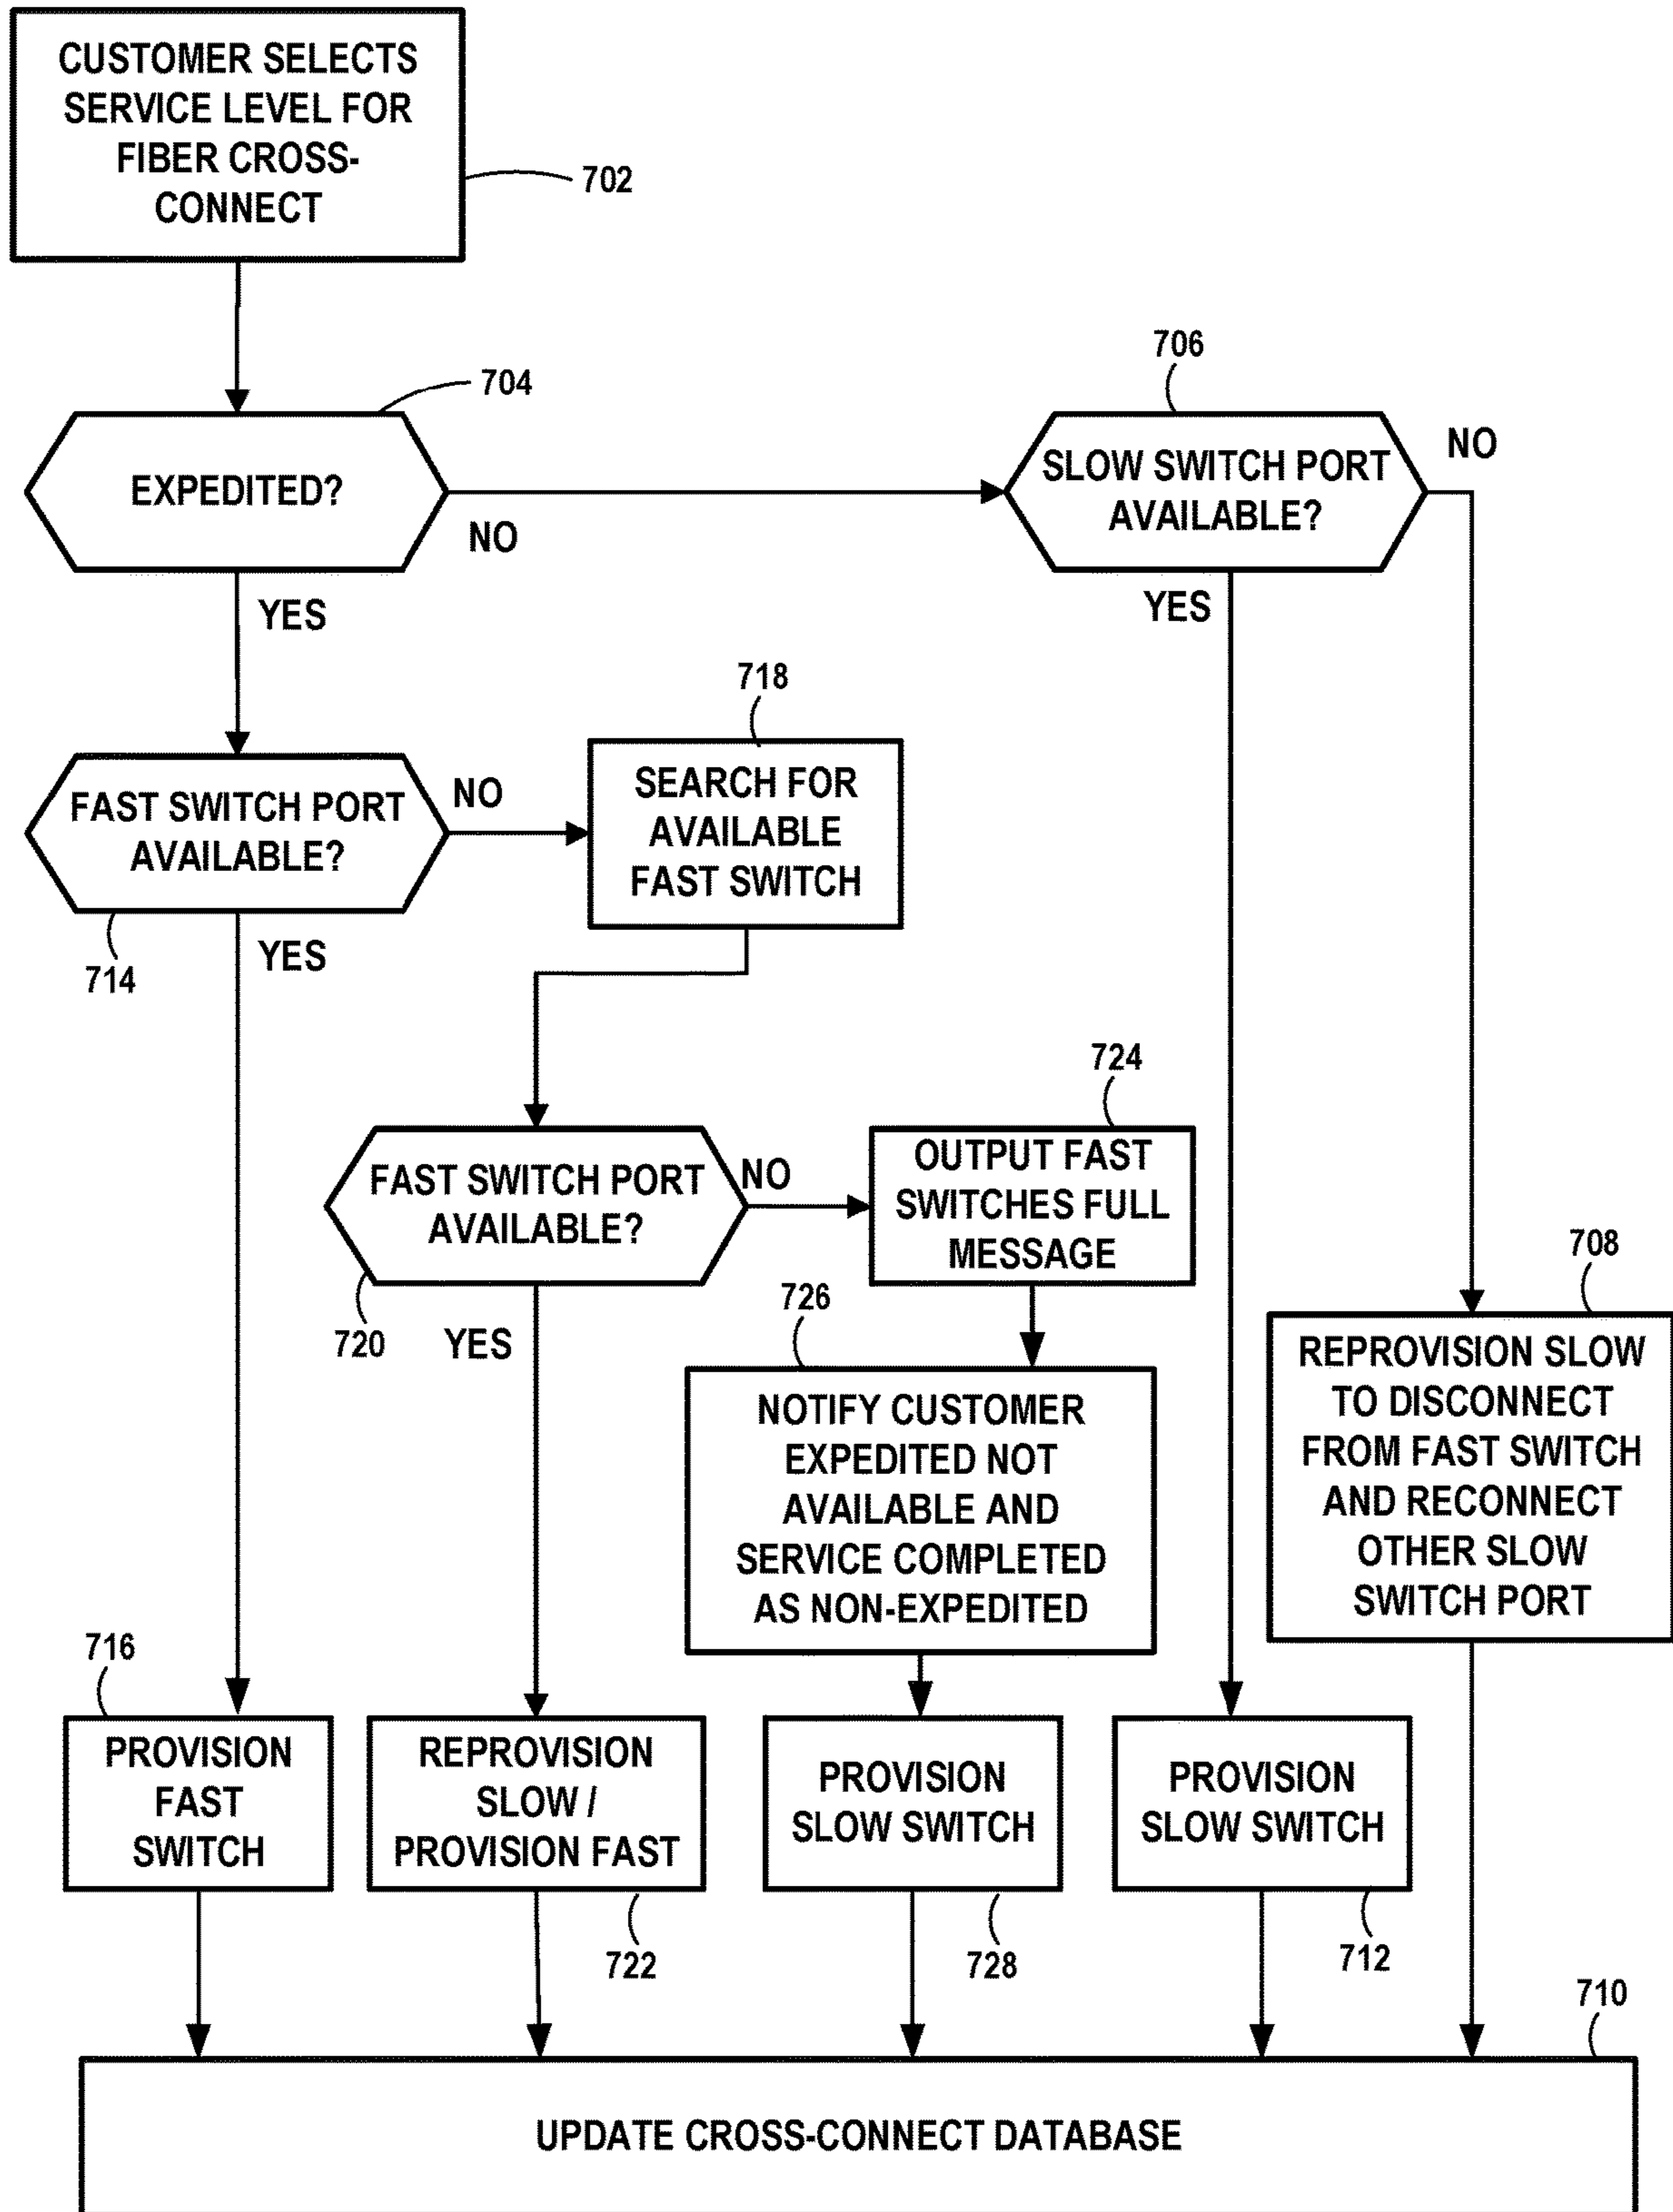 CUSTOMER SELECTS
SERVICE LEVEL FOR
FIBER CROSS-
CONNECT
702
704
706
EXPEDITED?
NO
SLOW SWITCH PORT
AVAILABLE?
NO
YES
YES
718
FAST SWITCH PORT
AVAILABLE?
NO
714
YES
SEARCH FOR
AVAILABLE
FAST SWITCH
FAST SWITCH PORT
AVAILABLE?
NO
720
YES
724
OUTPUT FAST
SWITCHES FULL
MESSAGE
726
NOTIFY CUSTOMER
EXPEDITED NOT
AVAILABLE AND
SERVICE COMPLETED
AS NON-EXPEDITED
708
REPROVISION SLOW
TO DISCONNECT
FROM FAST SWITCH
AND RECONNECT
OTHER SLOW
SWITCH PORT
716
PROVISION
FAST
SWITCH
REPROVISION
SLOW /
PROVISION FAST
722
PROVISION
SLOW SWITCH
728
PROVISION
SLOW SWITCH
712
710
UPDATE CROSS-CONNECT DATABASE